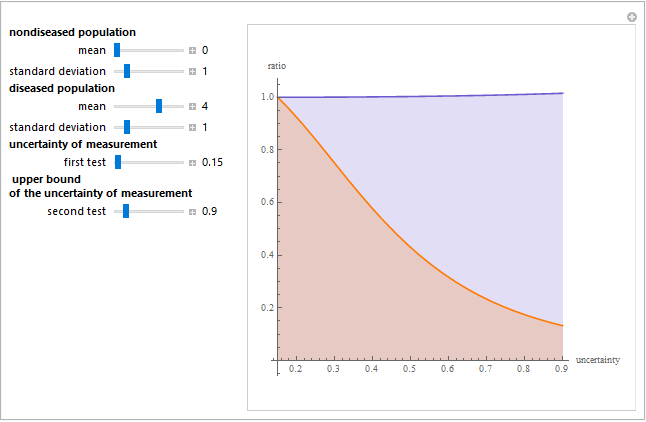 nondiseased population
mean 0
standard deviation 1
diseased population
mean 4
standard deviation 1
uncertainty of measurement
first test 0.15
upper bound
of the uncertainty of measurement
second test 0.9
ratio
1.0
0.8
0.6
0.4
0.2
0.2 0.3 0.4 0.5 0.6 0.7 0.8 0.9
uncertainty